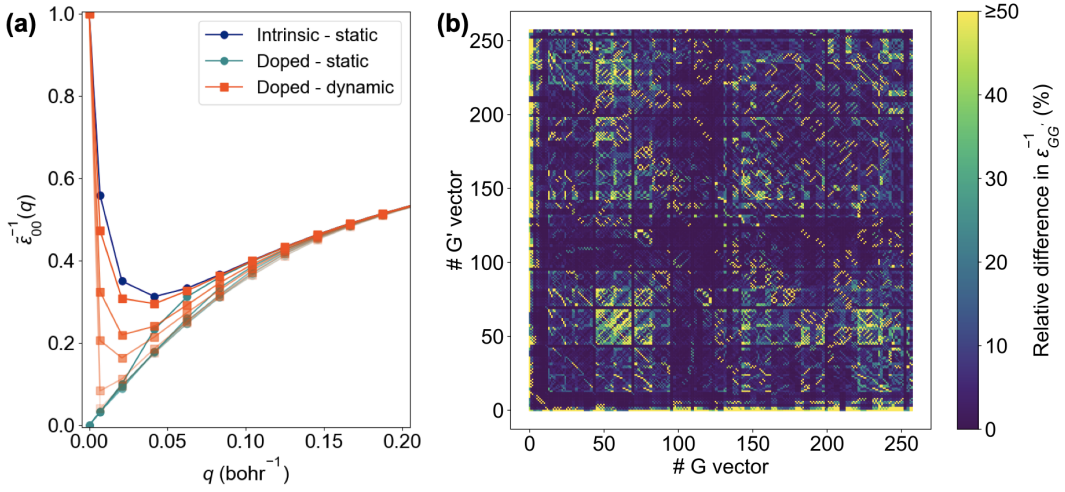 (a)
1.0
0.8
0.6
0.4
0.2
0.0
ε̃⁻¹₀₀(q)
Intrinsic - static
Doped - static
Doped - dynamic
0.00
0.05
0.10
0.15
0.20
q (bohr⁻¹)
(b)
250
200
150
100
50
0
# G' vector
0
50
100
150
200
250
# G vector
≥50
40
30
20
10
0
Relative difference in ε⁻¹GG′ (%)